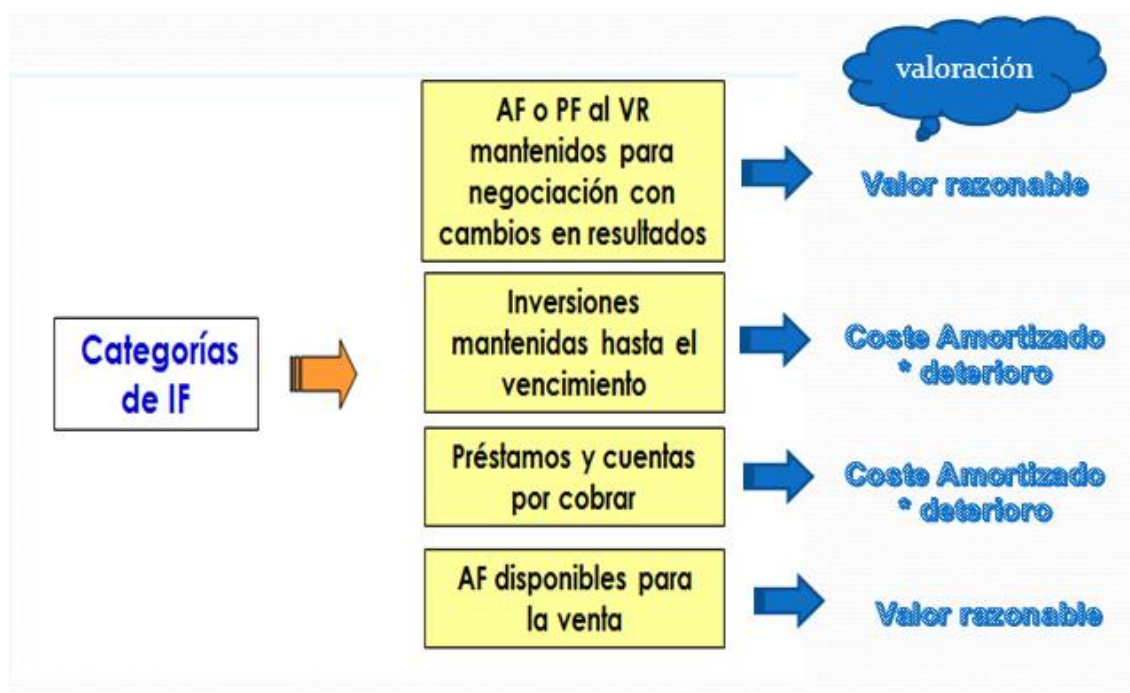 valoración
AF o PF al VR
mantenidos para
negociación con
cambios en resultados
Valor razonable
Categorías
de IF
Inversiones
mantenidas hasta el
vencimiento
Coste Amortizado
* deterioro
Préstamos y cuentas
por cobrar
Coste Amortizado
* deterioro
AF disponibles para
la venta
Valor razonable